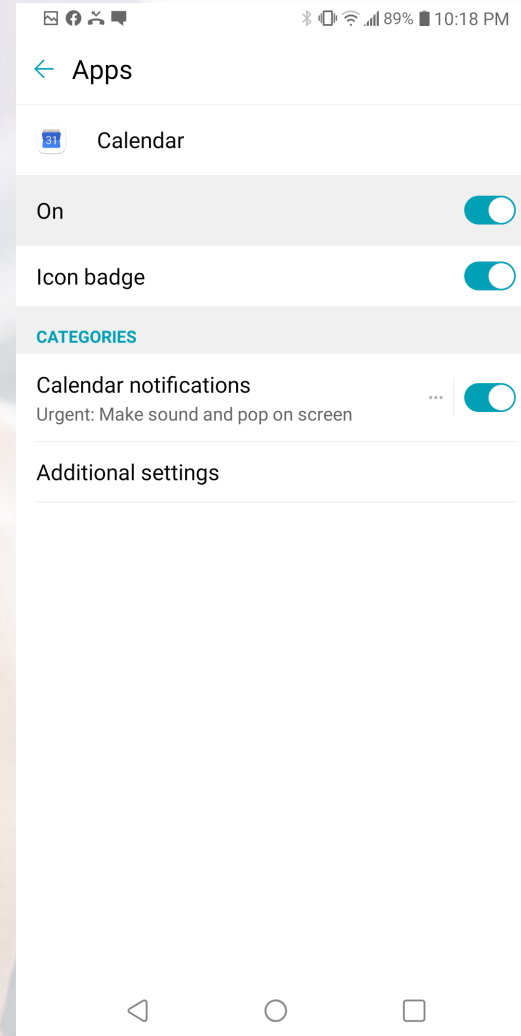 89% 10:18 PM
Apps
31
Calendar
On
Icon badge
CATEGORIES
Calendar notifications
Urgent: Make sound and pop on screen
Additional settings